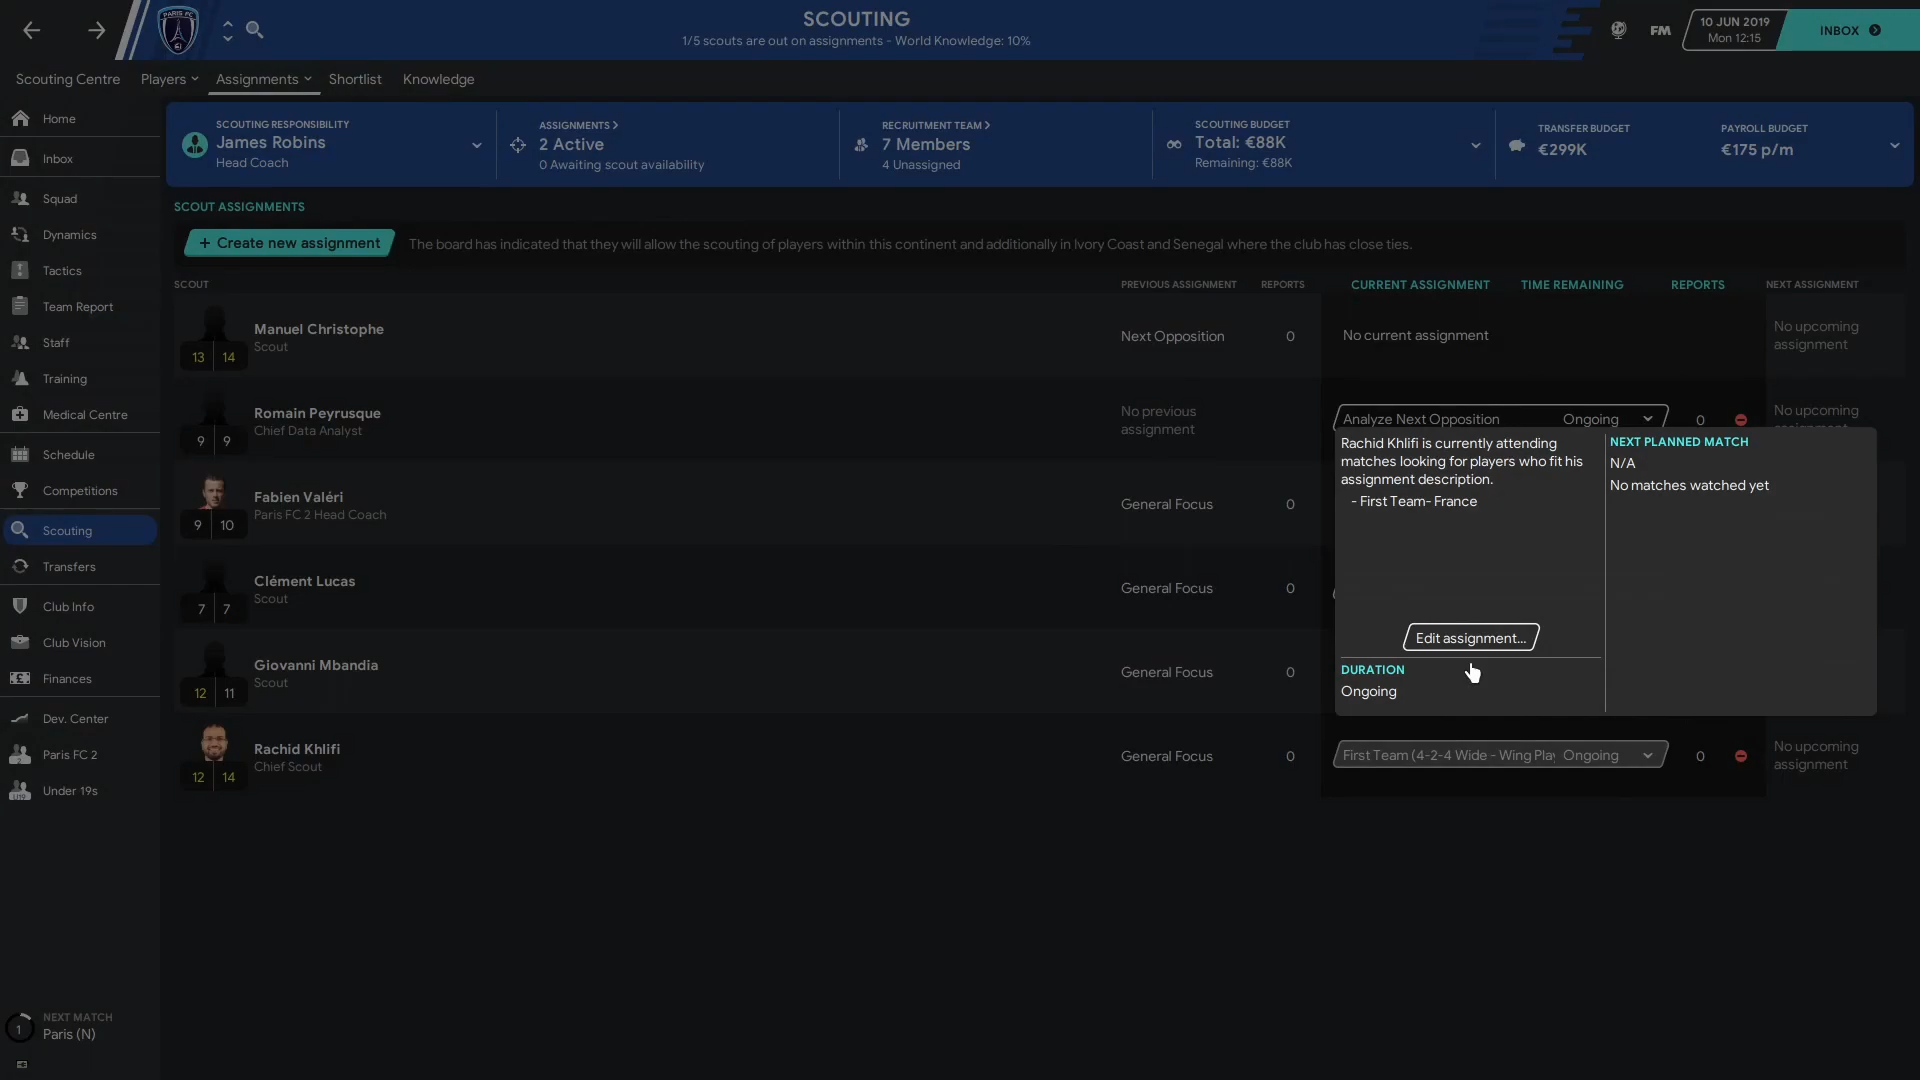 SCOUTING
1/5 scouts are out on assignments - World Knowledge: 10%
PARIS FC
FM
10 JUN 2019
Mon 12:15
INBOX
Scouting Centre
Players
Assignments
Shortlist
Knowledge
Home
Inbox
Squad
Dynamics
Tactics
Team Report
Staff
Training
Medical Centre
Schedule
Competitions
Scouting
Transfers
Club Info
Club Vision
Finances
Dev. Center
Paris FC 2
Under 19s
1
NEXT MATCH
Paris (N)
SCOUTING RESPONSIBILITY
James Robins
Head Coach
ASSIGNMENTS
2 Active
0 Awaiting scout availability
RECRUITMENT TEAM
7 Members
4 Unassigned
SCOUTING BUDGET
Total: €88K
Remaining: €88K
TRANSFER BUDGET
€299K
PAYROLL BUDGET
€175 p/m
SCOUT ASSIGNMENTS
+ Create new assignment
The board has indicated that they will allow the scouting of players within this continent and additionally in Ivory Coast and Senegal where the club has close ties.
SCOUT
PREVIOUS ASSIGNMENT
REPORTS
CURRENT ASSIGNMENT
TIME REMAINING
REPORTS
NEXT ASSIGNMENT
13 14
Manuel Christophe
Scout
Next Opposition
0
No current assignment
No upcoming
assignment
9 9
Romain Peyrusque
Chief Data Analyst
No previous
assignment
Analyze Next Opposition
Ongoing
0
No upcoming
assignment
9 10
Fabien Valéri
Paris FC 2 Head Coach
General Focus
0
7 7
Clément Lucas
Scout
General Focus
0
12 11
Giovanni Mbandia
Scout
General Focus
0
12 14
Rachid Khlifi
Chief Scout
General Focus
0
First Team (4-2-4 Wide - Wing Play
Ongoing
0
No upcoming
assignment
Rachid Khlifi is currently attending
matches looking for players who fit his
assignment description.
- First Team- France
Edit assignment...
DURATION
Ongoing
NEXT PLANNED MATCH
N/A
No matches watched yet